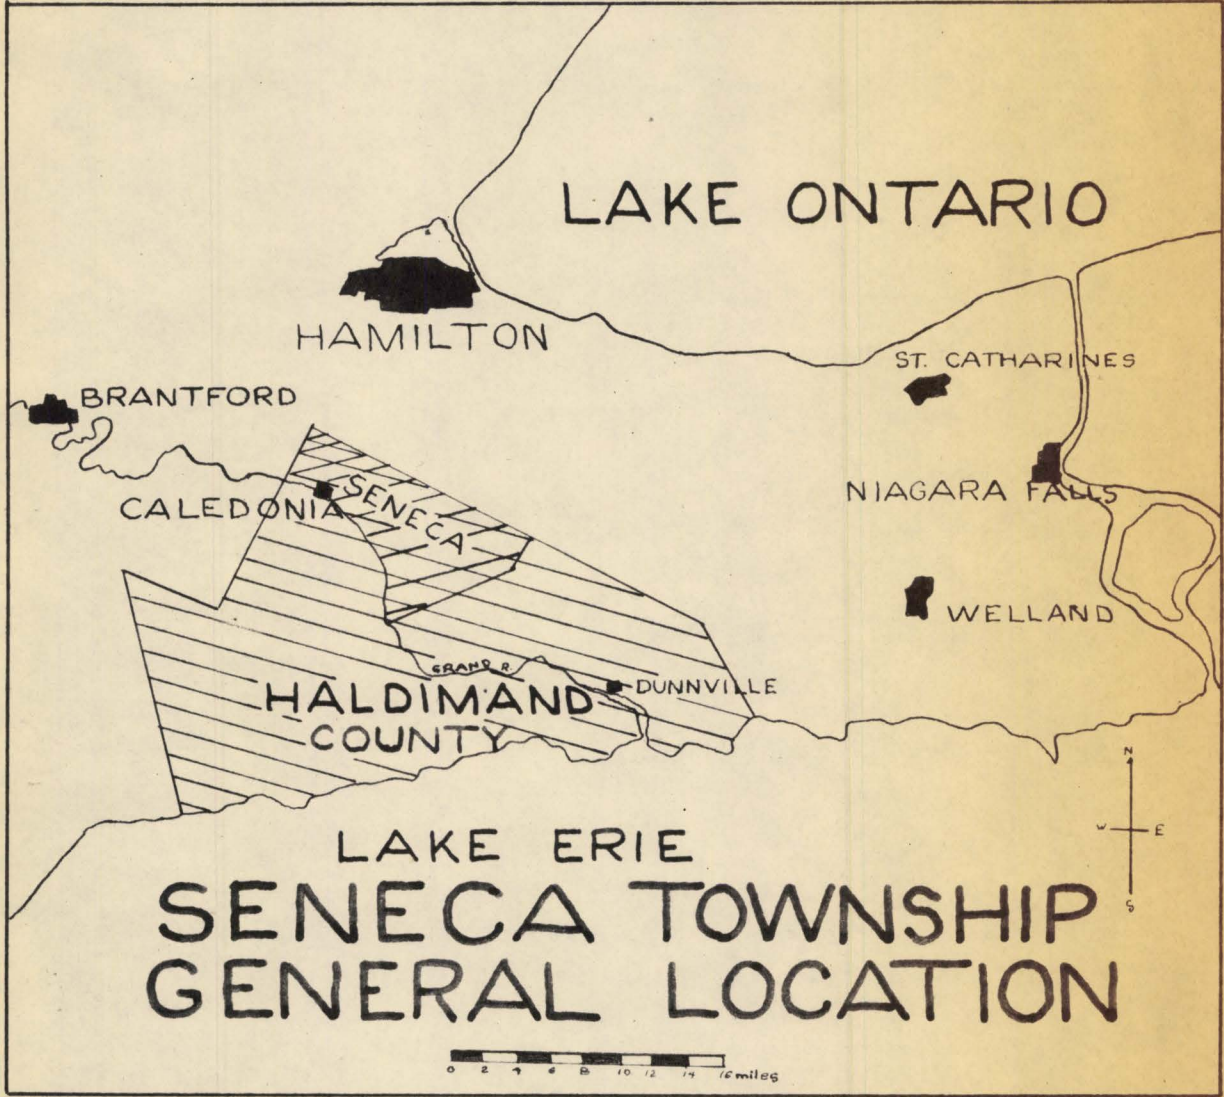 LAKE ONTARIO
HAMILTON
ST. CATHARINES
BRANTFORD
SENECA
CALEDONIA
NIAGARA FALLS
WELLAND
GRAND R.
DUNNVILLE
HALDIMAND
COUNTY
N
W E
S
LAKE ERIE
SENECA TOWNSHIP
GENERAL LOCATION
0 2 4 6 8 10 12 14 16 miles